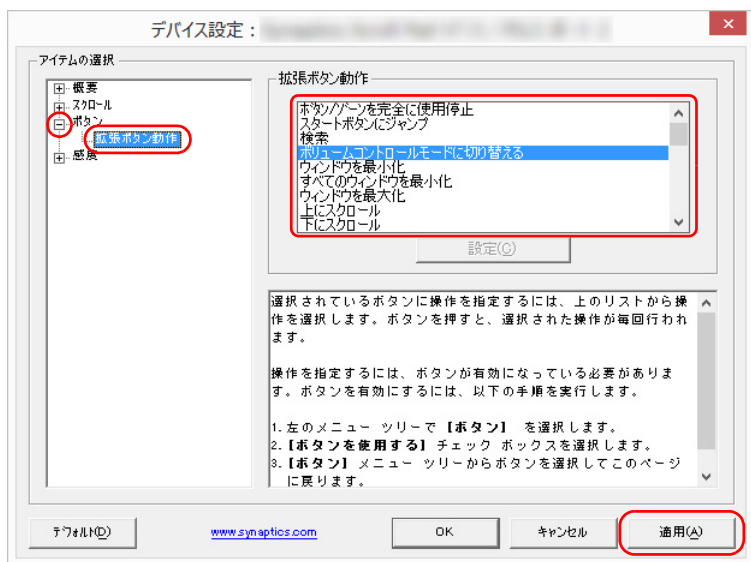 デバイス設定：
アイテムの選択
概要
スクロール
ボタン
拡張ボタン動作
感度
拡張ボタン動作
ボタン/ゾーンを完全に使用停止
スタートボタンにジャンプ
検索
ボリュームコントロールモードに切り替える
ウィンドウを最小化
すべてのウィンドウを最小化
ウィンドウを最大化
上にスクロール
下にスクロール
設定(C)
選択されているボタンに操作を指定するには、上のリストから操
作を選択します。ボタンを押すと、選択された操作が毎回行われ
ます。
操作を指定するには、ボタンが有効になっている必要がありま
す。ボタンを有効にするには、以下の手順を実行します。
1.左のメニュー ツリーで【ボタン】 を選択します。
2.【ボタンを使用する】チェック ボックスを選択します。
3.【ボタン】メニュー ツリーからボタンを選択してこのページ
に戻ります。
デフォルト(D)
www.synaptics.com
OK
キャンセル
適用(A)